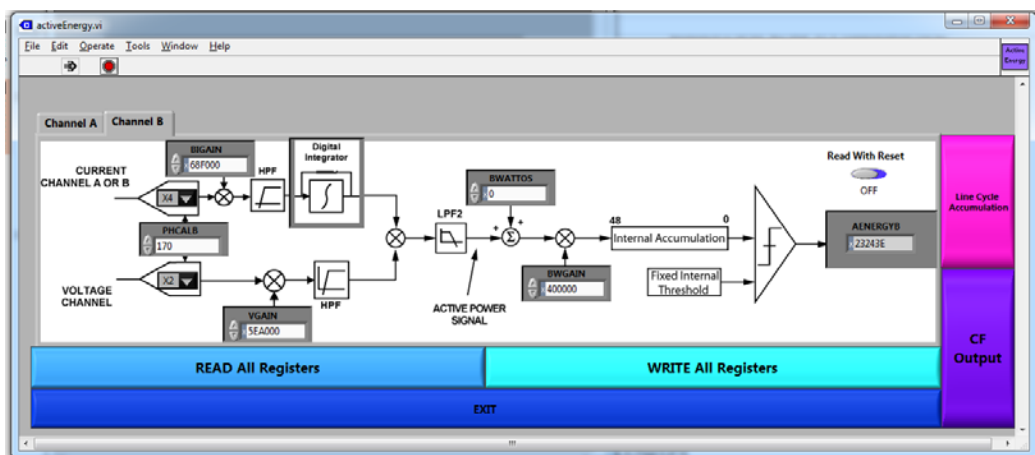 activeEnergy.vi
File Edit Operate Tools Window Help
Active
Energy
Channel A Channel B
BIGAIN
68F000
HPF
Digital
Integrator
Read With Reset
OFF
CURRENT
CHANNEL A OR B
X4
PHCALB
170
BWATTOS
0
LPF2
+
+
Σ
∫
48
0
Internal Accumulation
AENERGYB
x 23243E
Line Cycle
Accumulation
VOLTAGE
CHANNEL
X2
HPF
VGAIN
5EA000
ACTIVE POWER
SIGNAL
BWGAIN
400000
Fixed Internal
Threshold
CF
Output
READ All Registers
WRITE All Registers
EXIT